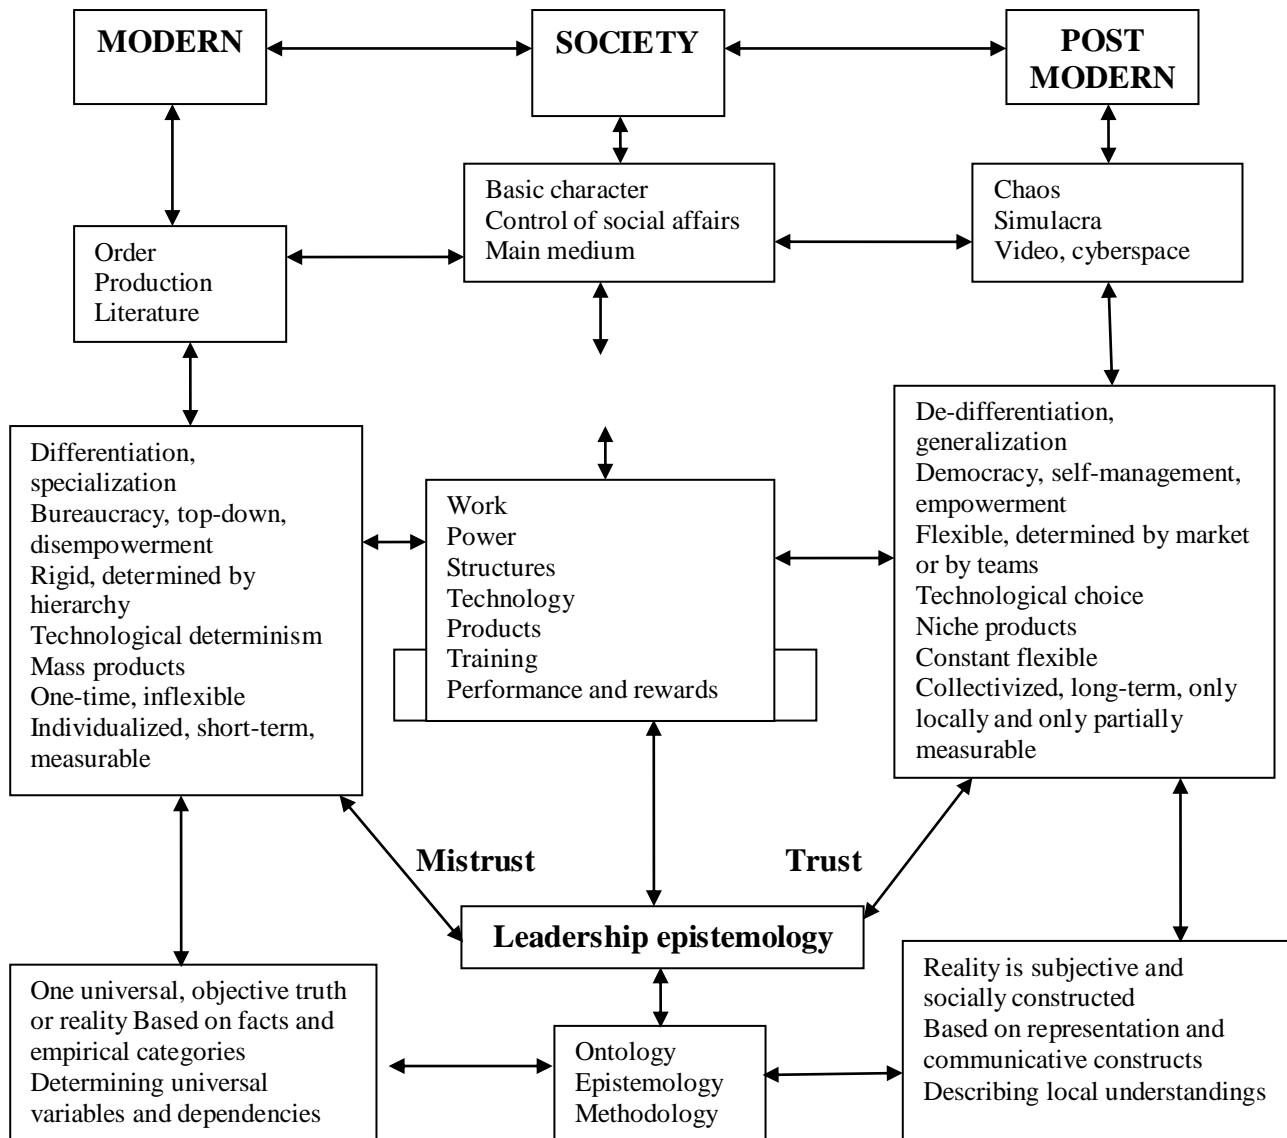 MODERN
SOCIETY
POST
MODERN
Basic character
Control of social affairs
Main medium
Chaos
Simulacra
Video, cyberspace
Order
Production
Literature
Differentiation,
specialization
Bureaucracy, top-down,
disempowerment
Rigid, determined by
hierarchy
Technological determinism
Mass products
One-time, inflexible
Individualized, short-term,
measurable
Work
Power
Structures
Technology
Products
Training
Performance and rewards
De-differentiation,
generalization
Democracy, self-management,
empowerment
Flexible, determined by market
or by teams
Technological choice
Niche products
Constant flexible
Collectivized, long-term, only
locally and only partially
measurable
Mistrust
Trust
Leadership epistemology
One universal, objective truth
or reality Based on facts and
empirical categories
Determining universal
variables and dependencies
Ontology
Epistemology
Methodology
Reality is subjective and
socially constructed
Based on representation and
communicative constructs
Describing local understandings